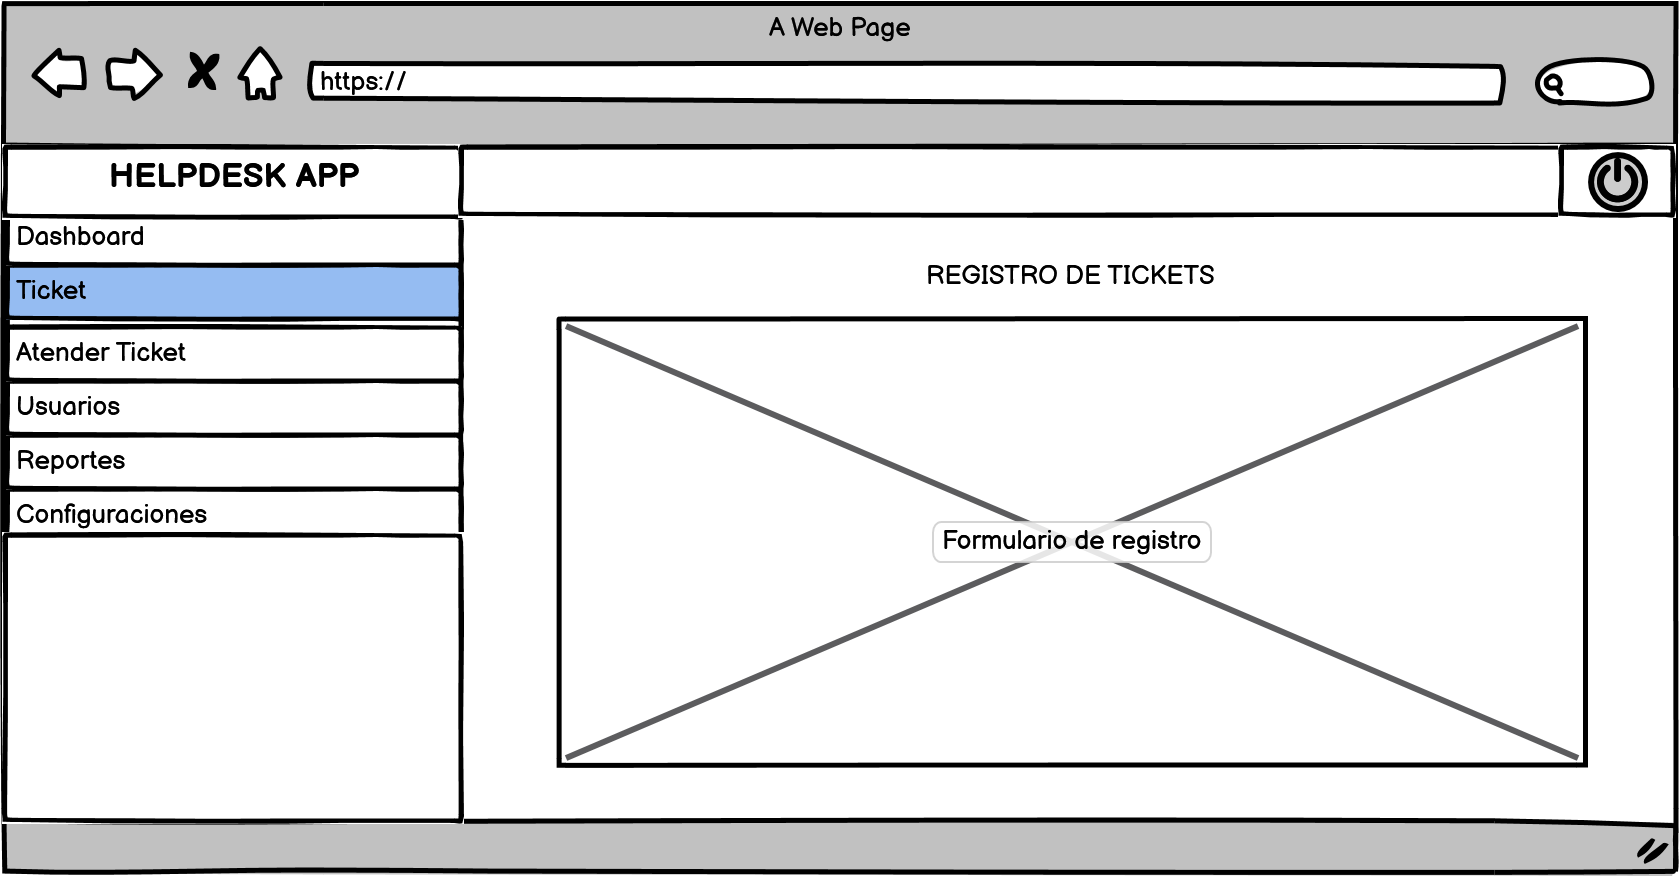 A Web Page
https://
HELPDESK APP
Dashboard
Ticket
Atender Ticket
Usuarios
Reportes
Configuraciones
REGISTRO DE TICKETS
Formulario de registro